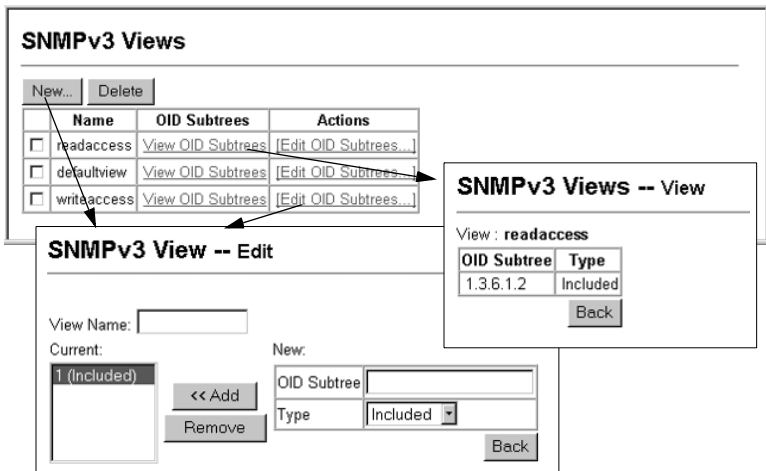 SNMPv3 Views
New... Delete
Name OID Subtrees Actions
readaccess View OID Subtrees [Edit OID Subtrees...]
defaultview View OID Subtrees [Edit OID Subtrees...]
writeaccess View OID Subtrees [Edit OID Subtrees...]
SNMPv3 Views -- View
View : readaccess
OID Subtree Type
1.3.6.1.2 Included
Back
SNMPv3 View -- Edit
View Name:
Current: New:
1 (Included)
<< Add
Remove
OID Subtree
Type Included
Back